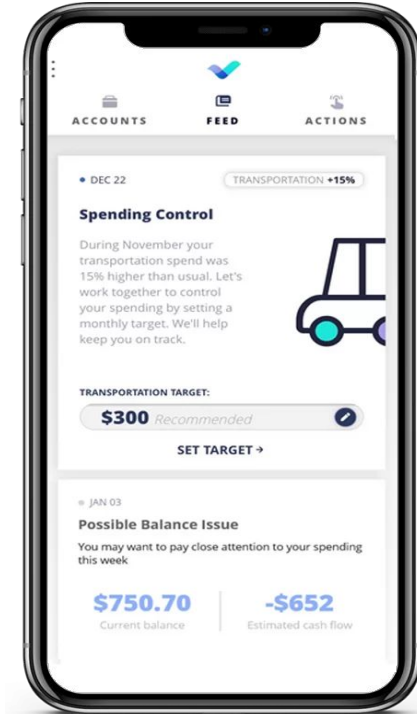 ACCOUNTS
FEED
ACTIONS
DEC 22
TRANSPORTATION +15%
Spending Control
During November your
transportation spend was
15% higher than usual. Let's
work together to control
your spending by setting a
monthly target. We'll help
keep you on track.
TRANSPORTATION TARGET:
$300 Recommended
SET TARGET →
JAN 03
Possible Balance Issue
You may want to pay close attention to your spending
this week
$750.70
Current balance
-$652
Estimated cash flow